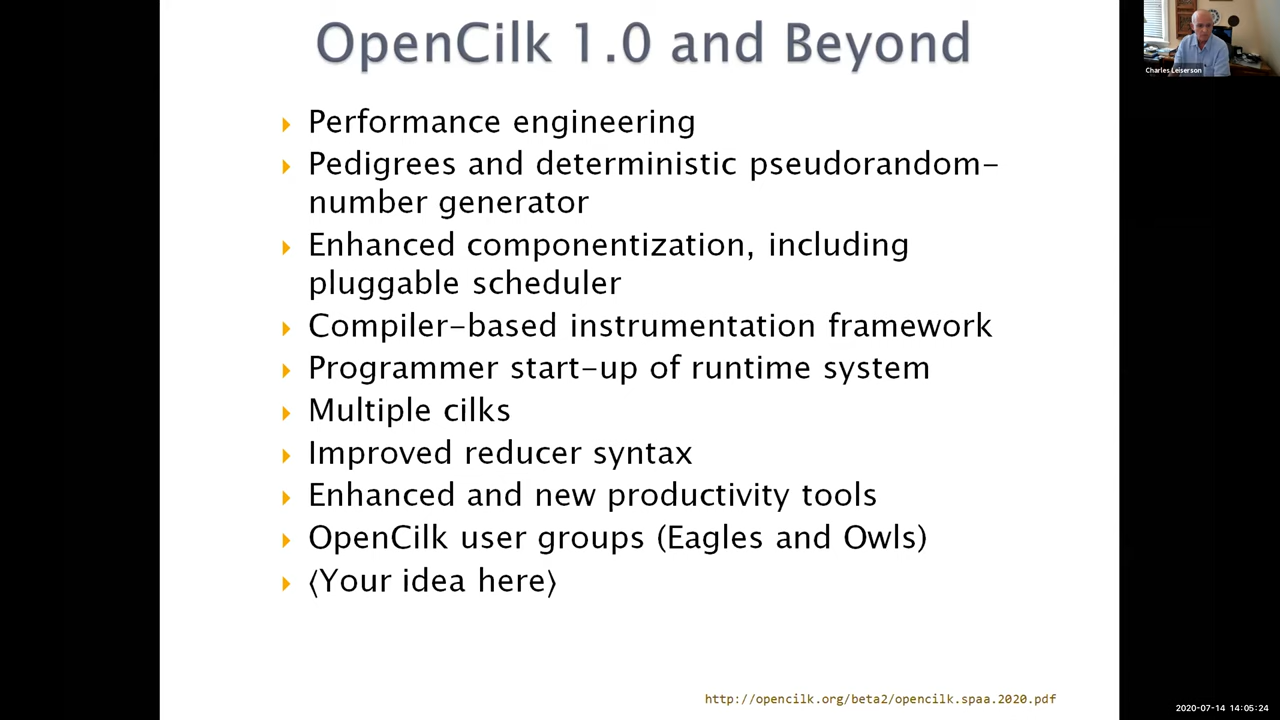 OpenCilk 1.0 and Beyond
Charles Leiserson
Performance engineering
Pedigrees and deterministic pseudorandom-
number generator
Enhanced componentization, including
pluggable scheduler
Compiler-based instrumentation framework
Programmer start-up of runtime system
Multiple cilks
Improved reducer syntax
Enhanced and new productivity tools
OpenCilk user groups (Eagles and Owls)
⟨Your idea here⟩
http://opencilk.org/beta2/opencilk.spaa.2020.pdf
2020-07-14 14:05:24